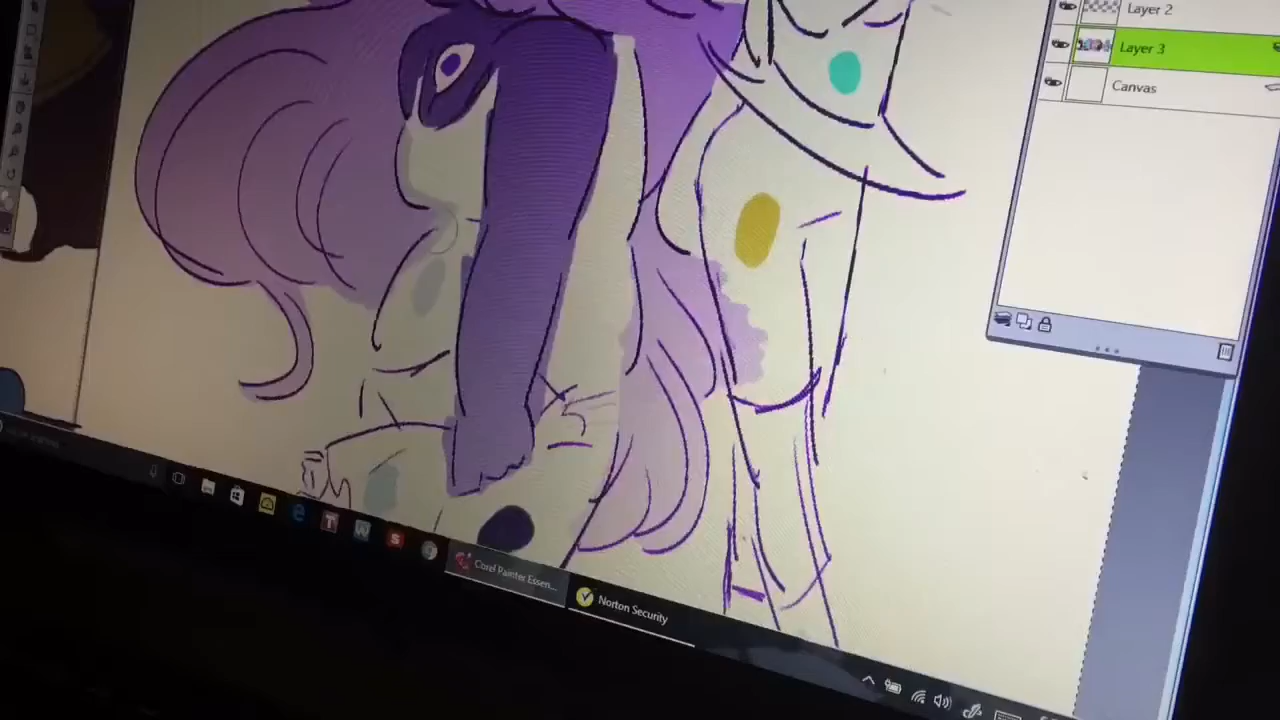 Layer 2
Layer 3
Canvas
Corel Painter Essen...
Norton Security